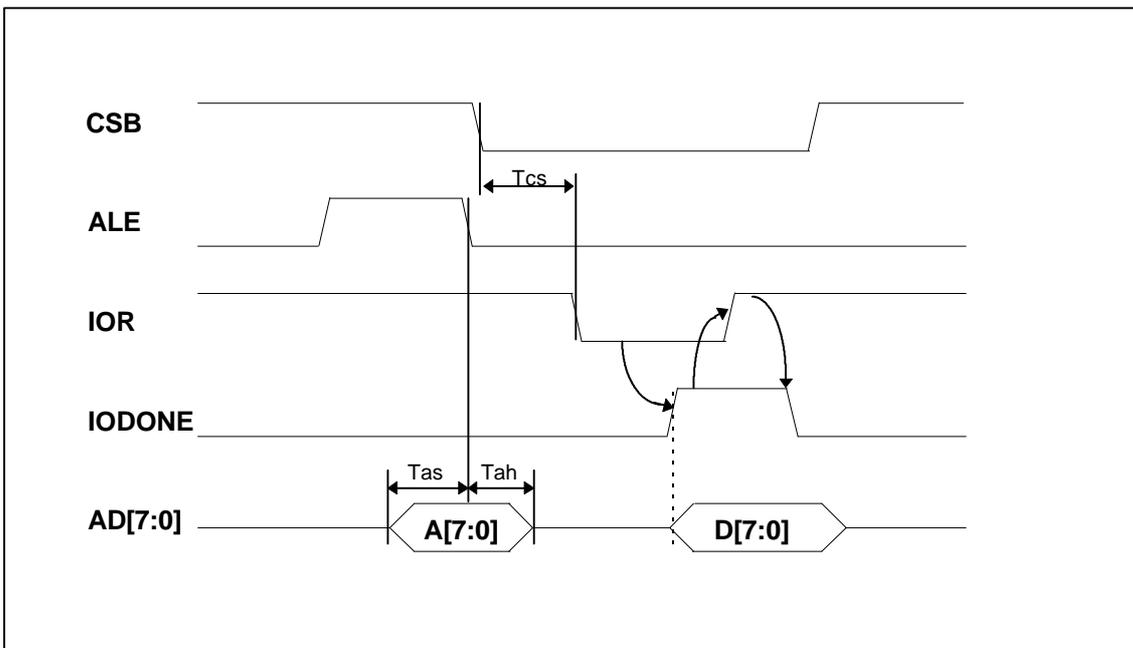 CSB
Tcs
ALE
IOR
IODONE
Tas Tah
AD[7:0] A[7:0] D[7:0]